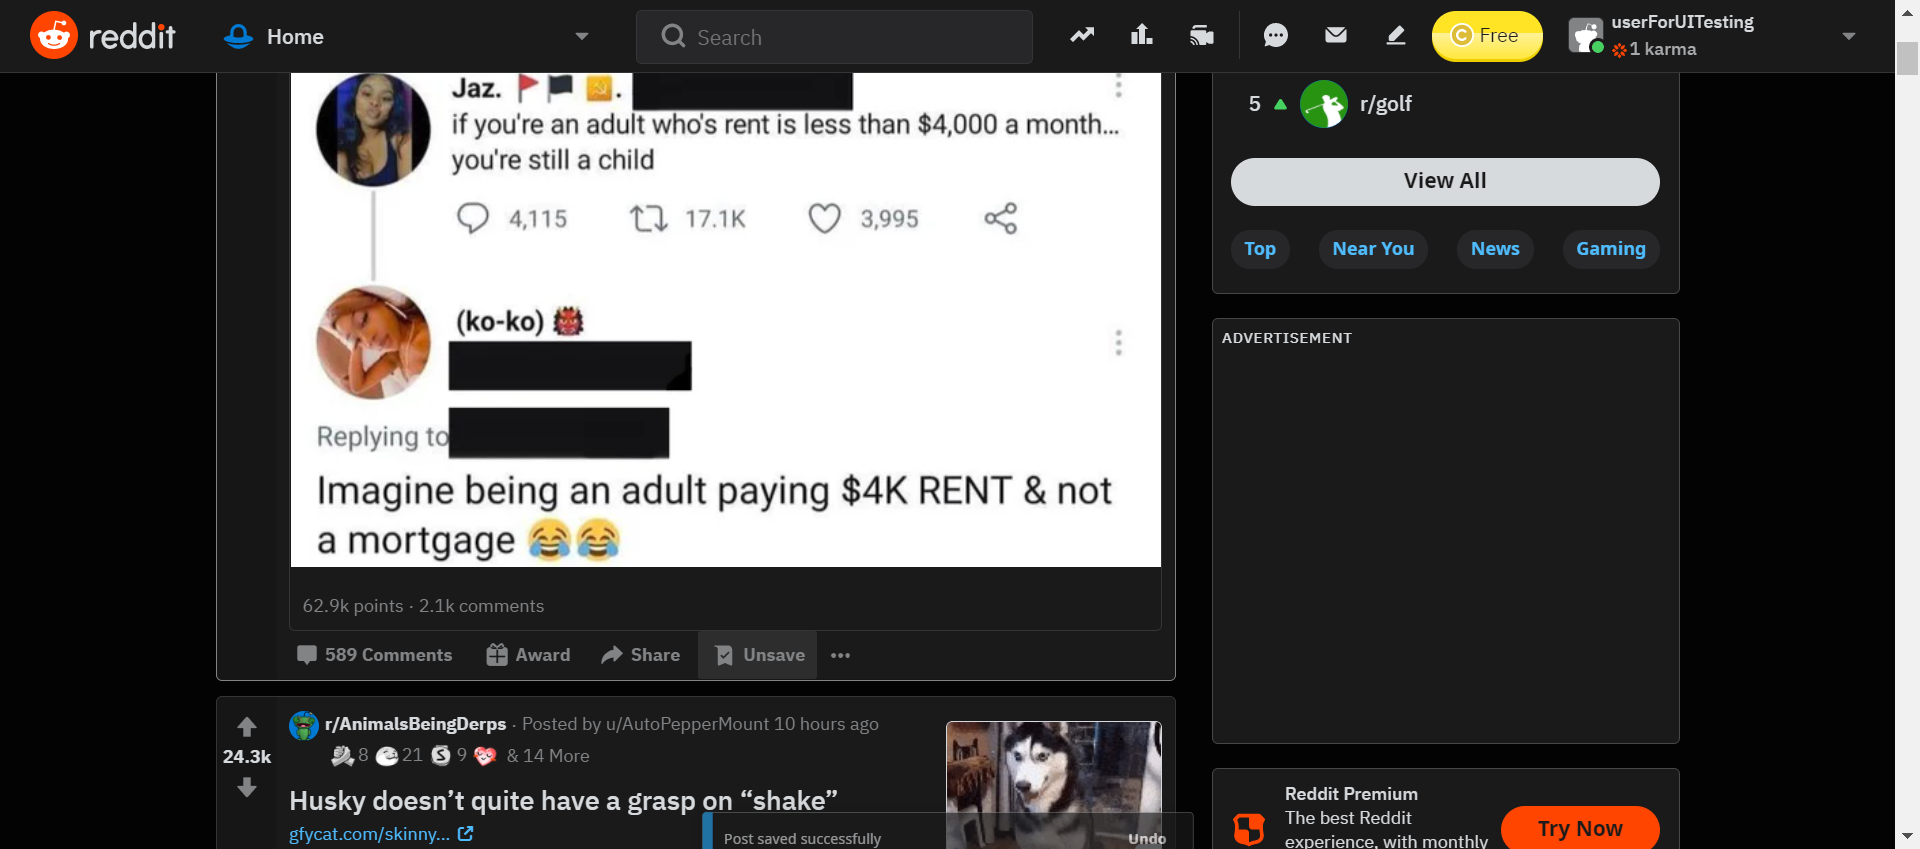 reddit
Home
Search
Free
userForUITesting
1 karma
Jaz.
if you're an adult who's rent is less than $4,000 a month...
you're still a child
4,115
17.1K
3,995
(ko-ko)
Replying to
Imagine being an adult paying $4K RENT & not
a mortgage
62.9k points · 2.1k comments
589 Comments
Award
Share
Unsave
24.3k
r/AnimalsBeingDerps · Posted by u/AutoPepperMount 10 hours ago
8
21
9
& 14 More
Husky doesn’t quite have a grasp on “shake”
gfycat.com/skinny...
Post saved successfully
Undo
5
r/golf
View All
Top
Near You
News
Gaming
ADVERTISEMENT
Reddit Premium
The best Reddit
experience, with monthly
Try Now